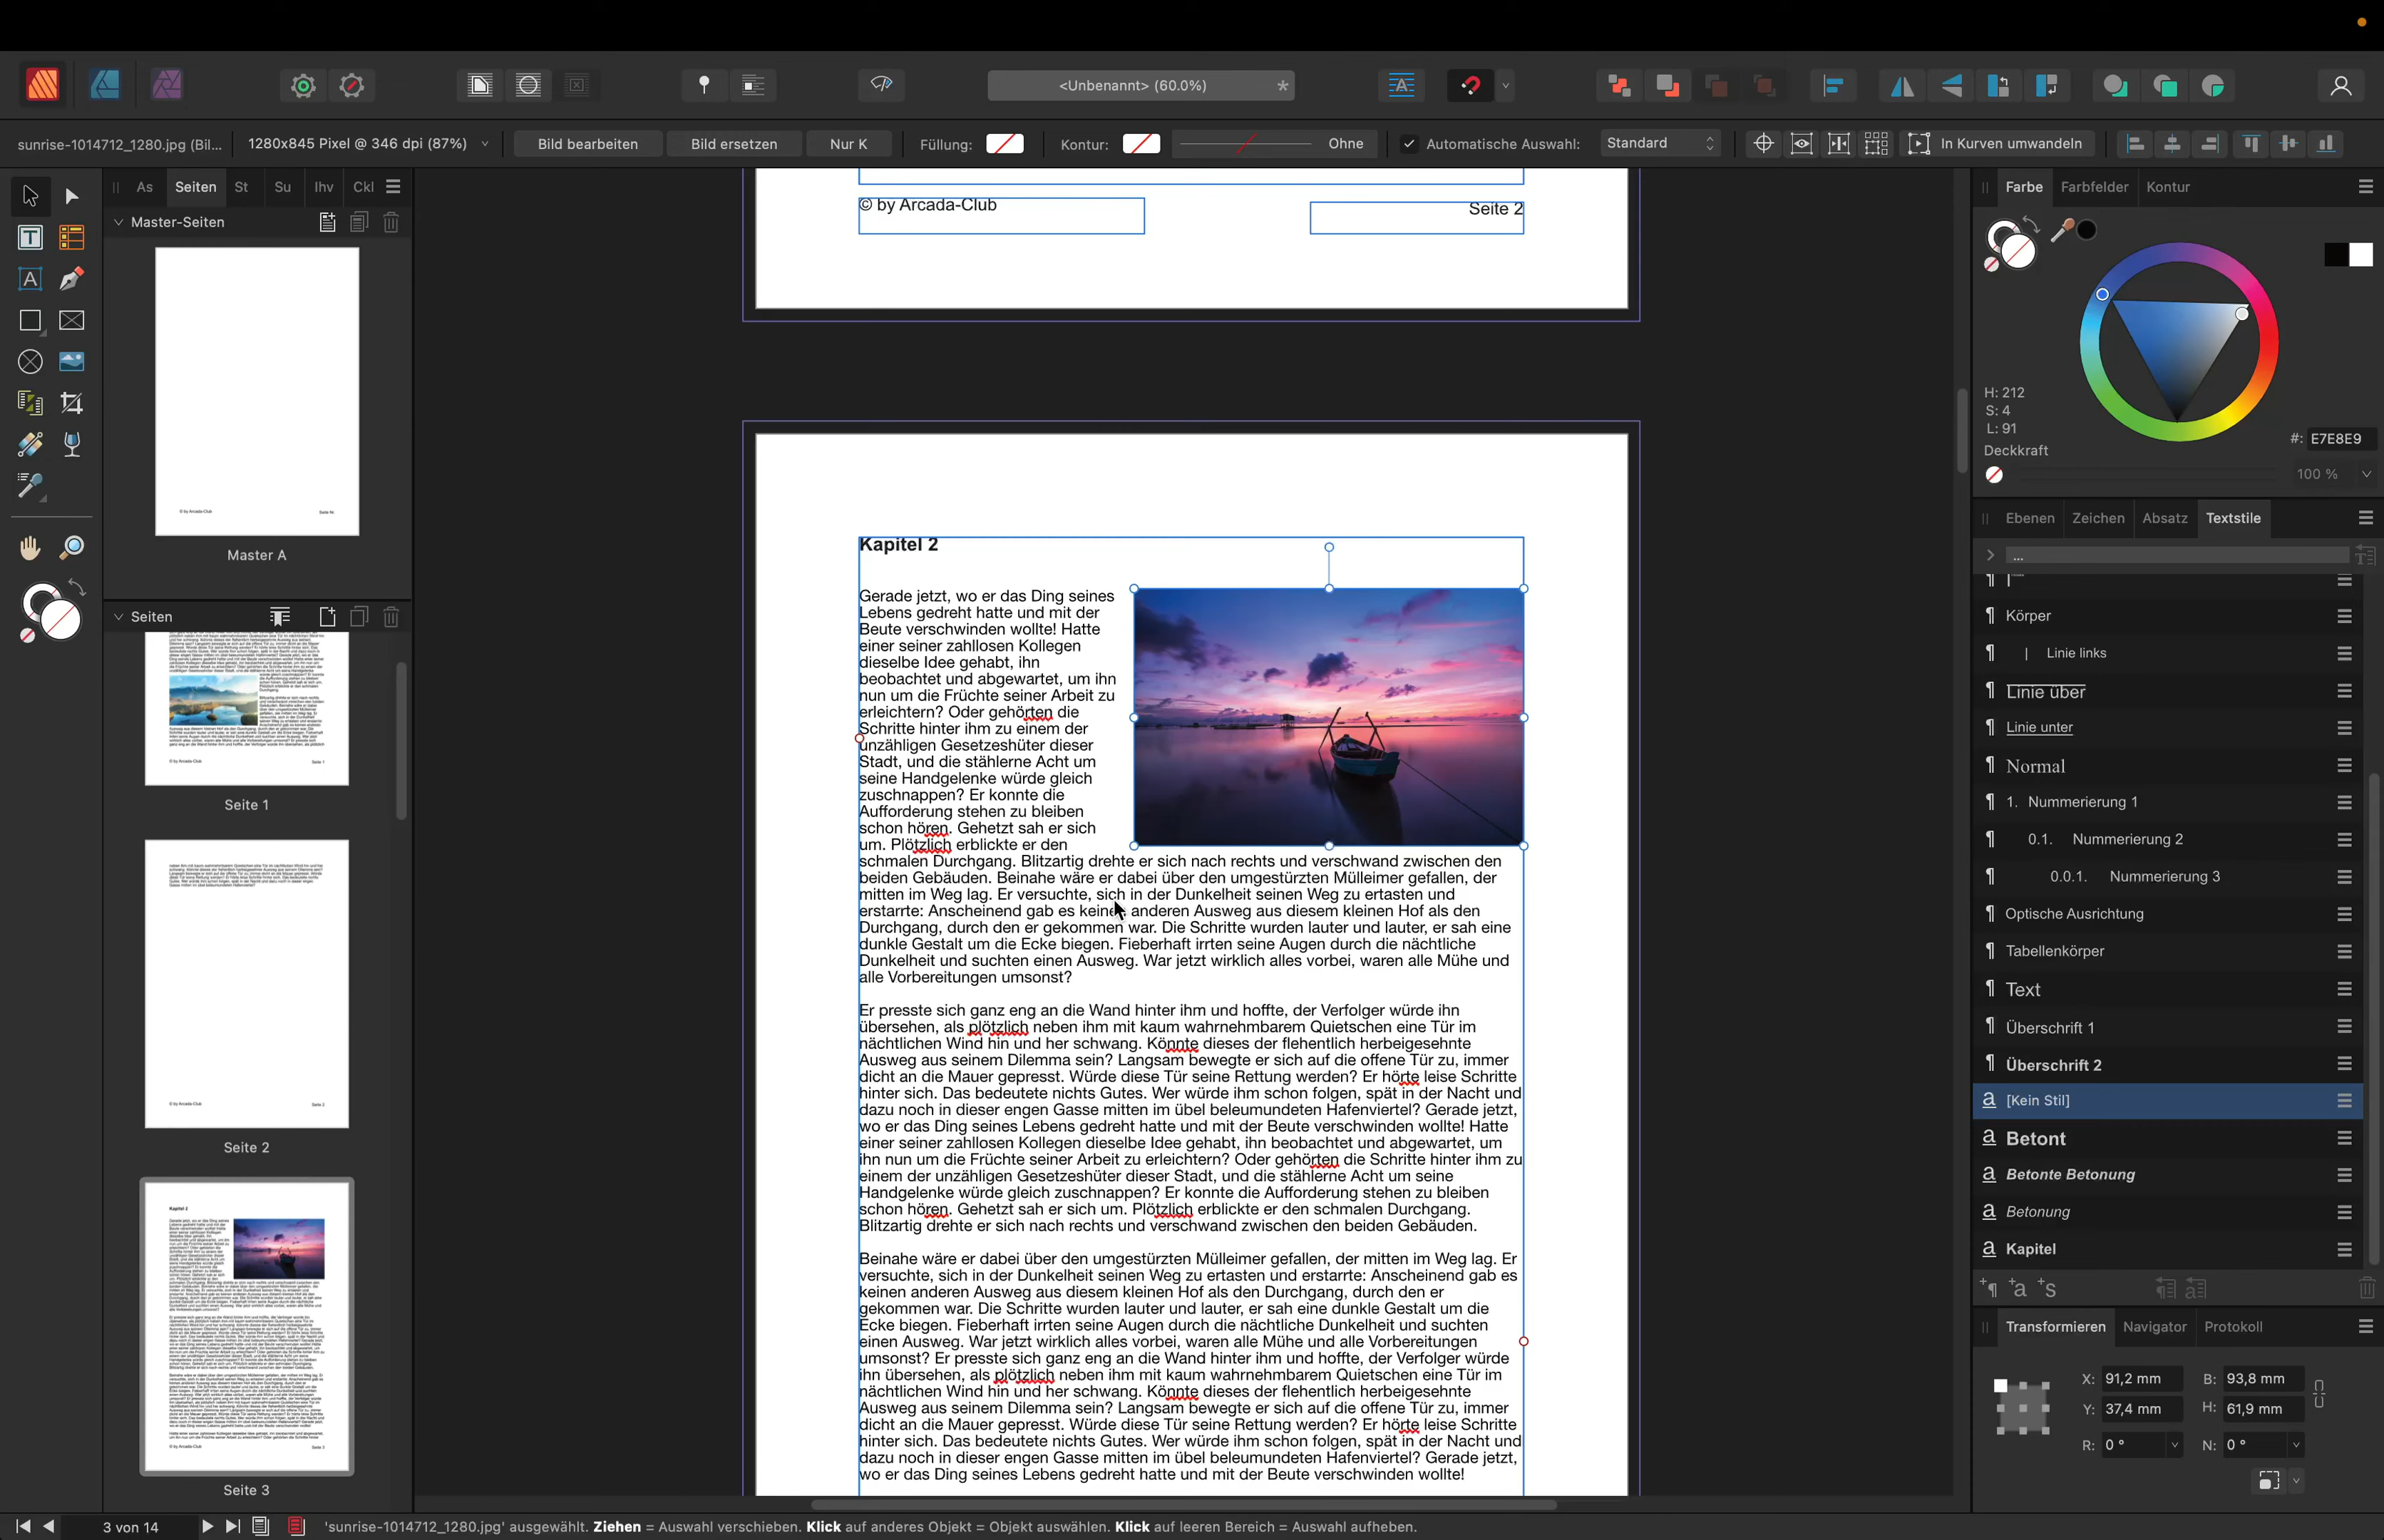 <Unbenannt> (60.0%)
sunrise-1014712_1280.jpg (Bil...
1280x845 Pixel @ 346 dpi (87%)
Bild bearbeiten
Bild ersetzen
Nur K
Füllung:
Kontur:
Ohne
Automatische Auswahl:
Standard
In Kurven umwandeln
As
Seiten
St
Su
Ihv
Ckl
Master-Seiten
© by Arcada-Club
Master A
Seiten
© by Arcada-Club
Seite 1
Seite 1
© by Arcada-Club
Seite 2
Seite 2
Kapitel 2
© by Arcada-Club
Seite 3
Seite 3
© by Arcada-Club
Seite 2
Kapitel 2
Gerade jetzt, wo er das Ding seines
Lebens gedreht hatte und mit der
Beute verschwinden wollte! Hatte
einer seiner zahllosen Kollegen
dieselbe Idee gehabt, ihn
beobachtet und abgewartet, um ihn
nun um die Früchte seiner Arbeit zu
erleichtern? Oder gehörten die
Schritte hinter ihm zu einem der
unzähligen Gesetzeshüter dieser
Stadt, und die stählerne Acht um
seine Handgelenke würde gleich
zuschnappen? Er konnte die
Aufforderung stehen zu bleiben
schon hören. Gehetzt sah er sich
um. Plötzlich erblickte er den
schmalen Durchgang. Blitzartig drehte er sich nach rechts und verschwand zwischen den
beiden Gebäuden. Beinahe wäre er dabei über den umgestürzten Mülleimer gefallen, der
mitten im Weg lag. Er versuchte, sich in der Dunkelheit seinen Weg zu ertasten und
erstarrte: Anscheinend gab es keinen anderen Ausweg aus diesem kleinen Hof als den
Durchgang, durch den er gekommen war. Die Schritte wurden lauter und lauter, er sah eine
dunkle Gestalt um die Ecke biegen. Fieberhaft irrten seine Augen durch die nächtliche
Dunkelheit und suchten einen Ausweg. War jetzt wirklich alles vorbei, waren alle Mühe und
alle Vorbereitungen umsonst?
Er presste sich ganz eng an die Wand hinter ihm und hoffte, der Verfolger würde ihn
übersehen, als plötzlich neben ihm mit kaum wahrnehmbarem Quietschen eine Tür im
nächtlichen Wind hin und her schwang. Könnte dieses der flehentlich herbeigesehnte
Ausweg aus seinem Dilemma sein? Langsam bewegte er sich auf die offene Tür zu, immer
dicht an die Mauer gepresst. Würde diese Tür seine Rettung werden? Er hörte leise Schritte
hinter sich. Das bedeutete nichts Gutes. Wer würde ihm schon folgen, spät in der Nacht und
dazu noch in dieser engen Gasse mitten im übel beleumundeten Hafenviertel? Gerade jetzt,
wo er das Ding seines Lebens gedreht hatte und mit der Beute verschwinden wollte! Hatte
einer seiner zahllosen Kollegen dieselbe Idee gehabt, ihn beobachtet und abgewartet, um
ihn nun um die Früchte seiner Arbeit zu erleichtern? Oder gehörten die Schritte hinter ihm zu
einem der unzähligen Gesetzeshüter dieser Stadt, und die stählerne Acht um seine
Handgelenke würde gleich zuschnappen? Er konnte die Aufforderung stehen zu bleiben
schon hören. Gehetzt sah er sich um. Plötzlich erblickte er den schmalen Durchgang.
Blitzartig drehte er sich nach rechts und verschwand zwischen den beiden Gebäuden.
Beinahe wäre er dabei über den umgestürzten Mülleimer gefallen, der mitten im Weg lag. Er
versuchte, sich in der Dunkelheit seinen Weg zu ertasten und erstarrte: Anscheinend gab es
keinen anderen Ausweg aus diesem kleinen Hof als den Durchgang, durch den er
gekommen war. Die Schritte wurden lauter und lauter, er sah eine dunkle Gestalt um die
Ecke biegen. Fieberhaft irrten seine Augen durch die nächtliche Dunkelheit und suchten
einen Ausweg. War jetzt wirklich alles vorbei, waren alle Mühe und alle Vorbereitungen
umsonst? Er presste sich ganz eng an die Wand hinter ihm und hoffte, der Verfolger würde
ihn übersehen, als plötzlich neben ihm mit kaum wahrnehmbarem Quietschen eine Tür im
nächtlichen Wind hin und her schwang. Könnte dieses der flehentlich herbeigesehnte
Ausweg aus seinem Dilemma sein? Langsam bewegte er sich auf die offene Tür zu, immer
dicht an die Mauer gepresst. Würde diese Tür seine Rettung werden? Er hörte leise Schritte
hinter sich. Das bedeutete nichts Gutes. Wer würde ihm schon folgen, spät in der Nacht und
dazu noch in dieser engen Gasse mitten im übel beleumundeten Hafenviertel? Gerade jetzt,
wo er das Ding seines Lebens gedreht hatte und mit der Beute verschwinden wollte!
Farbe
Farbfelder
Kontur
H: 212
S: 4
L: 91
#: E7E8E9
Deckkraft
100 %
Ebenen
Zeichen
Absatz
Textstile
...
Körper
Linie links
Linie über
Linie unter
Normal
1. Nummerierung 1
0.1. Nummerierung 2
0.0.1. Nummerierung 3
Optische Ausrichtung
Tabellenkörper
Text
Überschrift 1
Überschrift 2
a [Kein Stil]
a Betont
a Betonte Betonung
a Betonung
a Kapitel
Transformieren
Navigator
Protokoll
X: 91,2 mm
B: 93,8 mm
Y: 37,4 mm
H: 61,9 mm
R: 0 °
N: 0 °
3 von 14
'sunrise-1014712_1280.jpg' ausgewählt. Ziehen = Auswahl verschieben. Klick auf anderes Objekt = Objekt auswählen. Klick auf leeren Bereich = Auswahl aufheben.